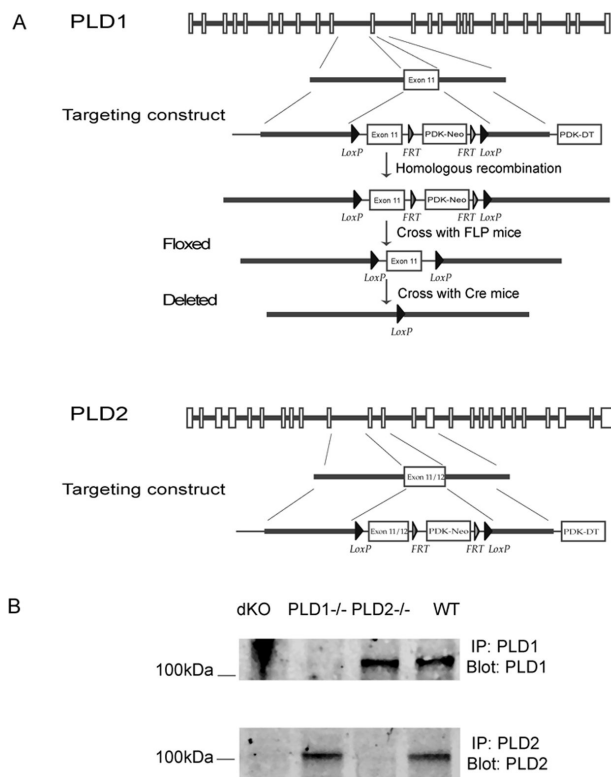 A
PLD1
Exon 11
Targeting construct
Exon 11 PDK-Neo PDK-DT
LoxP FRT FRT LoxP
Homologous recombination
Exon 11 PDK-Neo
LoxP FRT FRT LoxP
Cross with FLP mice
Floxed
Exon 11
LoxP LoxP
Cross with Cre mice
Deleted
LoxP
PLD2
Exon 11/12
Targeting construct
Exon 11/12 PDK-Neo PDK-DT
LoxP FRT FRT LoxP
B
dKO PLD1-/- PLD2-/- WT
IP: PLD1
100kDa Blot: PLD1
IP: PLD2
100kDa Blot: PLD2